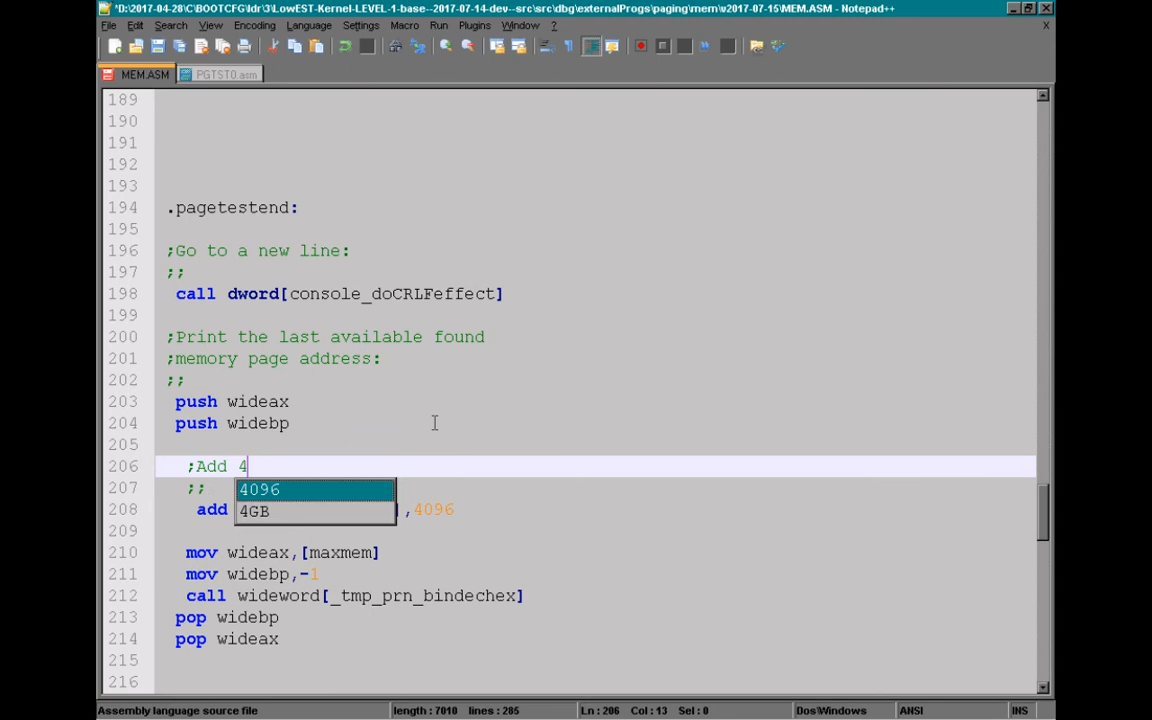 *D:\2017-04-28\C\BOOTCFG\ldr\3\LowEST-Kernel-LEVEL-1-base--2017-07-14-dev--src\src\dbg\externalProgs\paging\mem\v2017-07-15\MEM.ASM - Notepad++
File Edit Search View Encoding Language Settings Macro Run Plugins Window ? X
MEM.ASM PGTST0.asm
189
190
191
192
193
194 .pagetestend:
195
196 ;Go to a new line:
197 ;;
198 call dword[console_doCRLFeffect]
199
200 ;Print the last available found
201 ;memory page address:
202 ;;
203 push wideax
204 push widebp
205
206 ;Add 4
207 ;; 4096
208 add ],4096
4GB
209
210 mov wideax,[maxmem]
211 mov widebp,-1
212 call wideword[_tmp_prn_bindechex]
213 pop widebp
214 pop wideax
215
216
Assembly language source file length : 7010 lines : 285 Ln : 206 Col : 13 Sel : 0 Dos\Windows ANSI INS